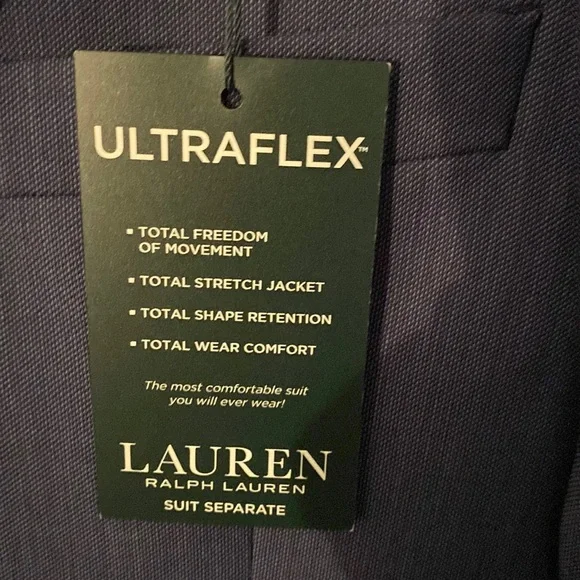 ULTRAFLEX™
▪ TOTAL FREEDOM
OF MOVEMENT
▪ TOTAL STRETCH JACKET
▪ TOTAL SHAPE RETENTION
▪ TOTAL WEAR COMFORT
The most comfortable suit
you will ever wear!
LAUREN
RALPH LAUREN
SUIT SEPARATE